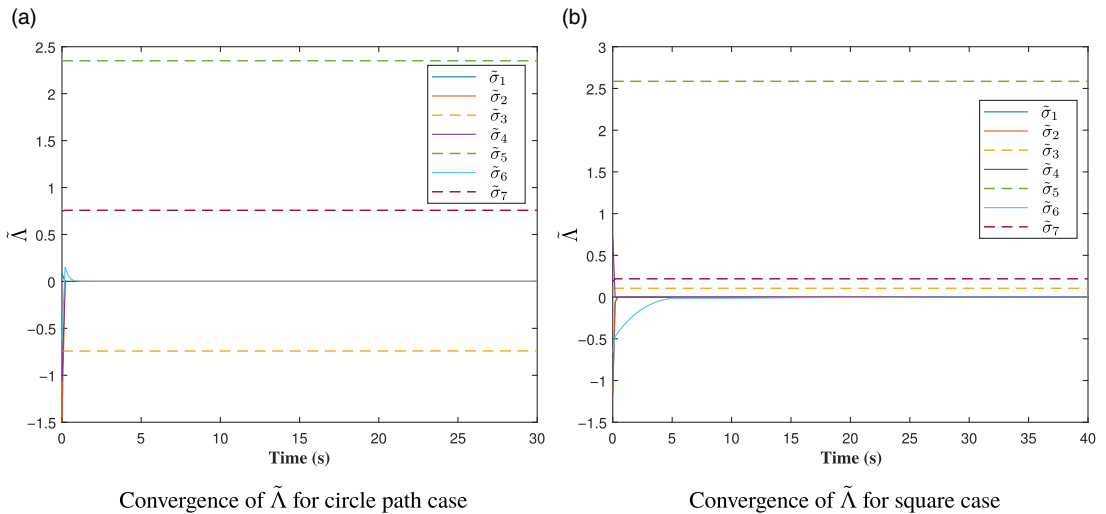 (a)
2.5
2
1.5
1
0.5
0
−0.5
−1
−1.5
0 5 10 15 20 25 30
Λ̃
Time (s)
σ̃1
σ̃2
σ̃3
σ̃4
σ̃5
σ̃6
σ̃7
Convergence of Λ̃ for circle path case
(b)
3
2.5
2
1.5
1
0.5
0
−0.5
−1
−1.5
0 5 10 15 20 25 30 35 40
Λ̃
Time (s)
σ̃1
σ̃2
σ̃3
σ̃4
σ̃5
σ̃6
σ̃7
Convergence of Λ̃ for square case